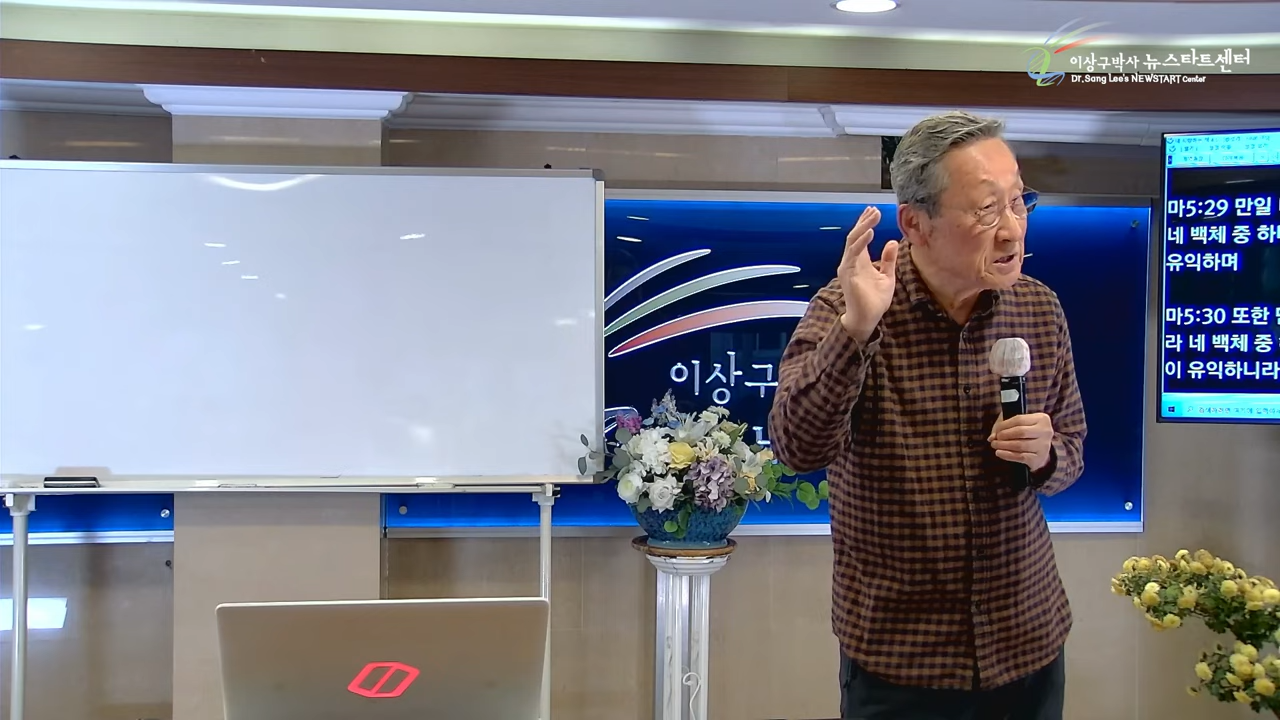 이상구박사 뉴스타트센터
Dr.Sang Lee's NEWSTART Center
마5:29 만일
네 백체 중 하
유익하며
마5:30 또한
라 네 백체 중
이 유익하니라
이상구